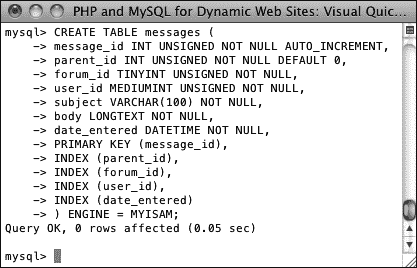 PHP and MySQL for Dynamic Web Sites: Visual Quic...
mysql> CREATE TABLE messages (
    -> message_id INT UNSIGNED NOT NULL AUTO_INCREMENT,
    -> parent_id INT UNSIGNED NOT NULL DEFAULT 0,
    -> forum_id TINYINT UNSIGNED NOT NULL,
    -> user_id MEDIUMINT UNSIGNED NOT NULL,
    -> subject VARCHAR(100) NOT NULL,
    -> body LONGTEXT NOT NULL,
    -> date_entered DATETIME NOT NULL,
    -> PRIMARY KEY (message_id),
    -> INDEX (parent_id),
    -> INDEX (forum_id),
    -> INDEX (user_id),
    -> INDEX (date_entered)
    -> ) ENGINE = MYISAM;
Query OK, 0 rows affected (0.05 sec)
mysql>